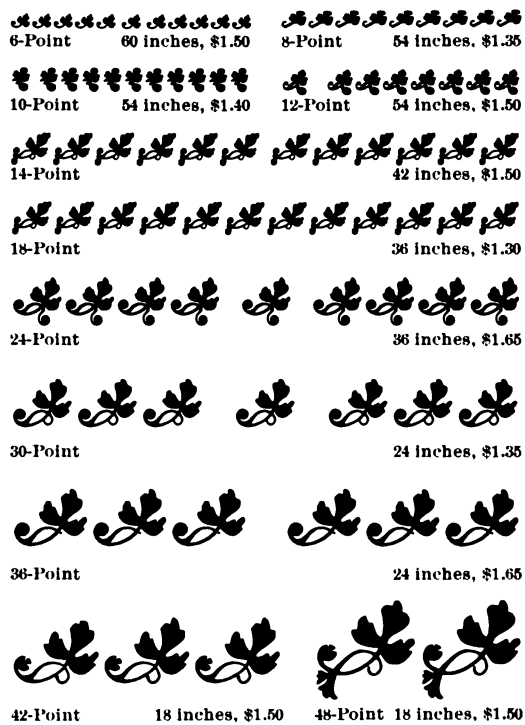 6-Point 60 inches, $1.50 8-Point 54 inches, $1.35
10-Point 54 inches, $1.40 12-Point 54 inches, $1.50
14-Point 42 inches, $1.50
18-Point 36 inches, $1.30
24-Point 36 inches, $1.65
30-Point 24 inches, $1.35
36-Point 24 inches, $1.65
42-Point 18 inches, $1.50 48-Point 18 inches, $1.50